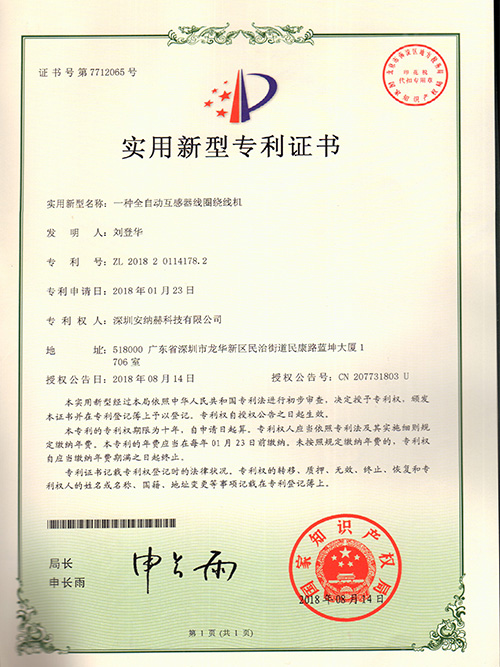 证书号第7712065号
印花税
代扣专用章
实用新型专利证书
实用新型名称：一种全自动互感器线圈绕线机
发明人：刘登华
专利号：ZL 2018 2 0114178.2
专利申请日：2018年01月23日
专利权人：深圳安纳赫科技有限公司
地址：518000 广东省深圳市龙华新区民治街道民康路蓝坤大厦1
706室
授权公告日：2018年08月14日 授权公告号：CN 207731803 U
本实用新型经过本局依照中华人民共和国专利法进行初步审查，决定授予专利权，颁发
本证书并在专利登记簿上予以登记。专利权自授权公告之日起生效。
本专利的专利权期限为十年，自申请日起算。专利权人应当依照专利法及其实施细则规
定缴纳年费。本专利的年费应当在每年01月23日前缴纳。未按照规定缴纳年费的，专利权
自应当缴纳年费期满之日起终止。
专利证书记载专利权登记时的法律状况。专利权的转移、质押、无效、终止、恢复和专
利权人的姓名或名称、国籍、地址变更等事项记载在专利登记簿上。
局长
申长雨
申长雨
国家知识产权局
2018年08月14日
第1页(共1页)